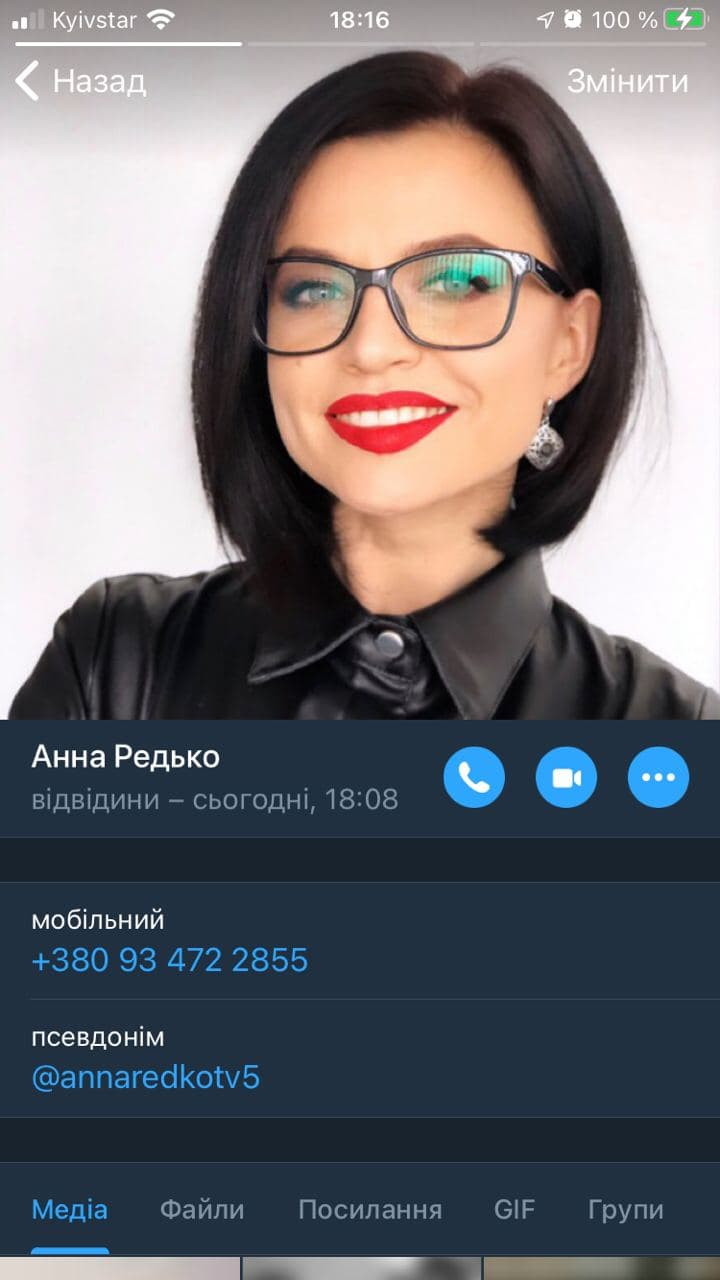 Kyivstar 18:16 100 %
Назад Змінити
Анна Редько
відвідини – сьогодні, 18:08
мобільний
+380 93 472 2855
псевдонім
@annaredkotv5
Медіа Файли Посилання GIF Групи